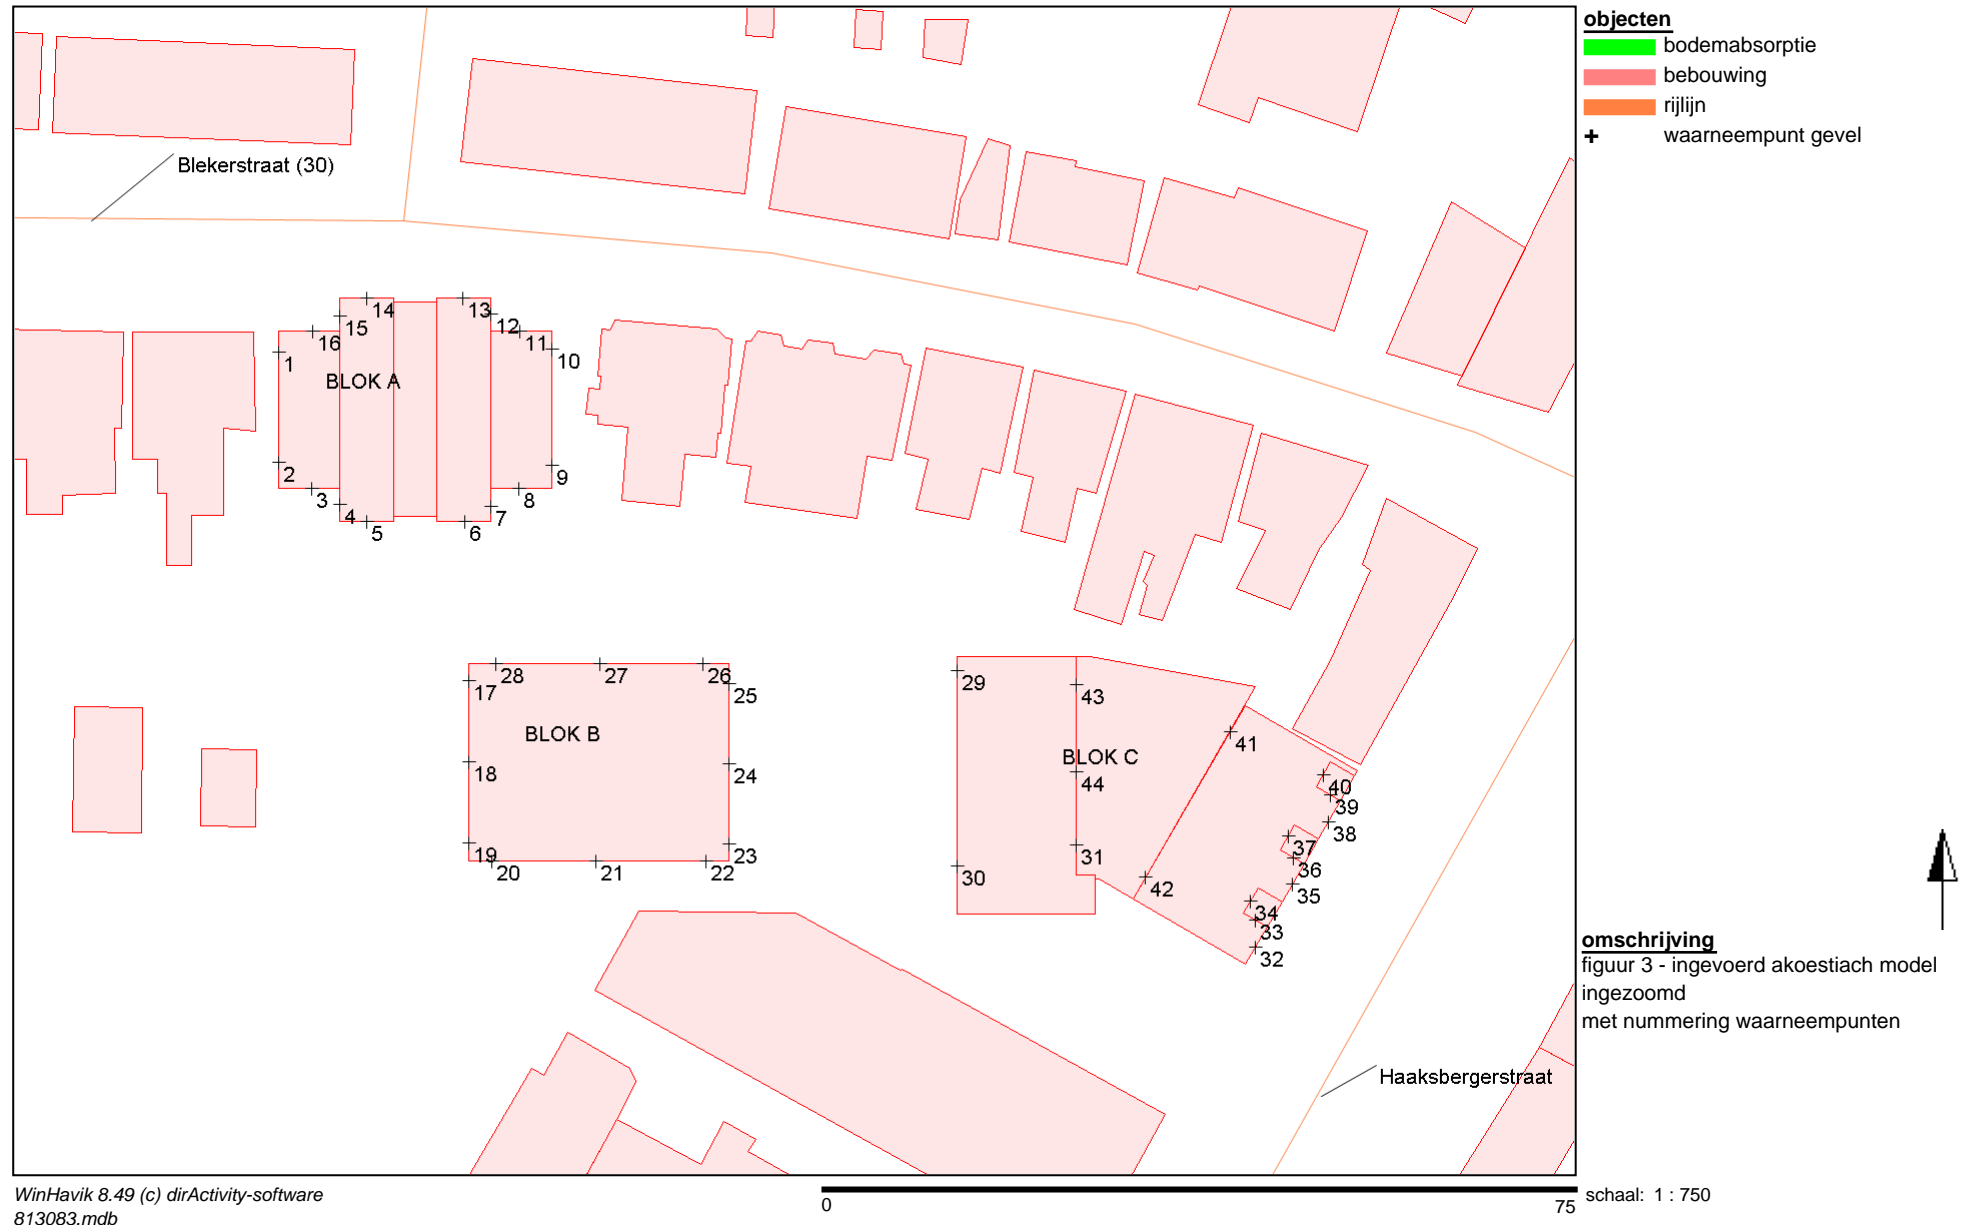 objecten
bodemabsorptie
bebouwing
rijlijn
+ waarneempunt gevel
Blekerstraat (30)
14
13
15
12
16
11
1
10
BLOK A
2
9
3
8
4
7
5
6
28
27
26
17
25
29
43
BLOK B
41
BLOK C
18
24
44
40
39
38
19
23
31
37
20
21
22
30
36
42
35
34
33
32
omschrijving
figuur 3 - ingevoerd akoestiach model
ingezoomd
met nummering waarneempunten
Haaksbergerstraat
WinHavik 8.49 (c) dirActivity-software
813083.mdb
0
75
schaal: 1 : 750